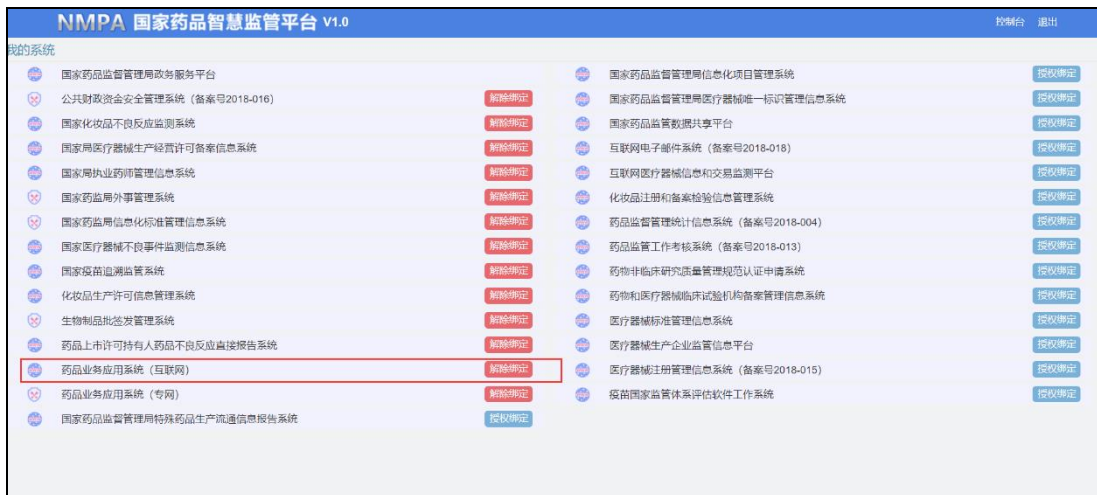 NMPA 国家药品智慧监管平台 V1.0
控制台 退出
我的系统
国家药品监督管理局政务服务平台
公共财政资金安全管理系统（备案号2018-016） 解除绑定
国家化妆品不良反应监测系统 解除绑定
国家局医疗器械生产经营许可备案信息系统 解除绑定
国家局执业药师管理信息系统 解除绑定
国家药监局外事管理系统 解除绑定
国家药监局信息化标准管理信息系统 解除绑定
国家医疗器械不良事件监测信息系统 解除绑定
国家疫苗追溯监管系统 解除绑定
化妆品生产许可信息管理系统 解除绑定
生物制品批签发管理系统 解除绑定
药品上市许可持有人药品不良反应直接报告系统 解除绑定
药品业务应用系统（互联网） 解除绑定
药品业务应用系统（专网） 解除绑定
国家药品监督管理局特殊药品生产流通信息报告系统 授权绑定
国家药品监督管理局信息化项目管理系统 授权绑定
国家药品监督管理局医疗器械唯一标识管理信息系统 授权绑定
国家药品监管数据共享平台 授权绑定
互联网电子邮件系统（备案号2018-018） 授权绑定
互联网医疗器械信息和交易监测平台 授权绑定
化妆品注册和备案检验信息管理系统 授权绑定
药品监督管理统计信息系统（备案号2018-004） 授权绑定
药品监管工作考核系统（备案号2018-013） 授权绑定
药物非临床研究质量管理规范认证申请系统 授权绑定
药物和医疗器械临床试验机构备案管理信息系统 授权绑定
医疗器械标准管理信息系统 授权绑定
医疗器械生产企业监管信息平台 授权绑定
医疗器械注册管理信息系统（备案号2018-015） 授权绑定
疫苗国家监管体系评估软件工作系统 授权绑定